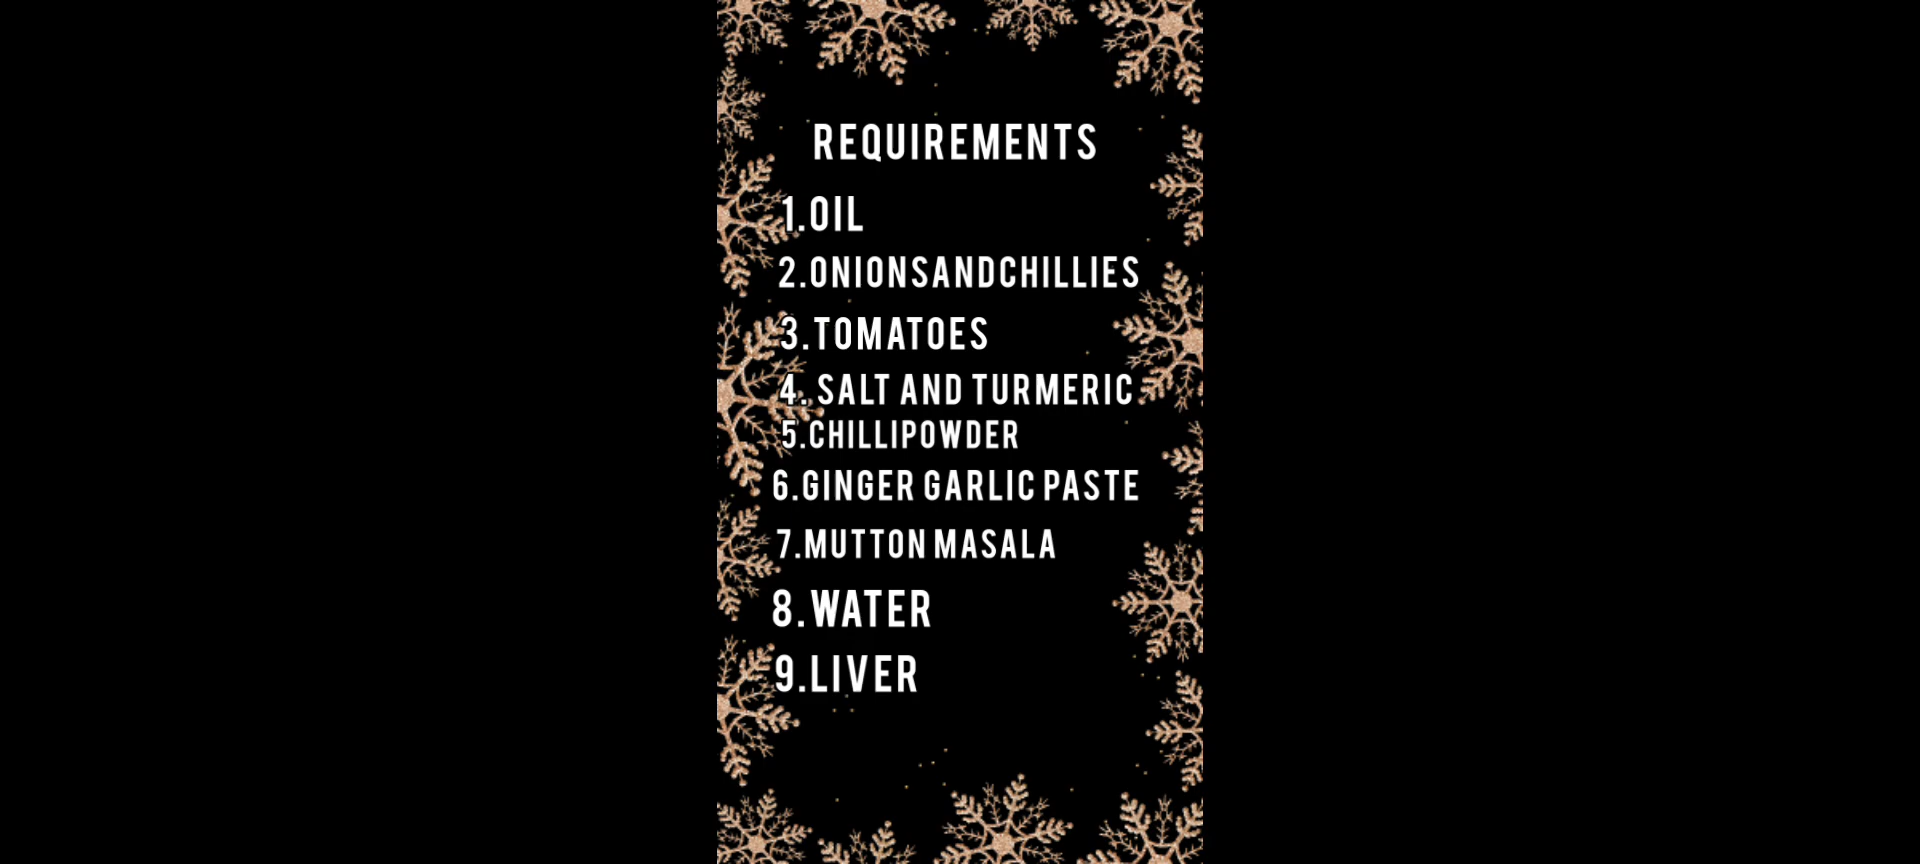 REQUIREMENTS
1.OIL
2.ONIONSANDCHILLIES
3.TOMATOES
4. SALT AND TURMERIC
5.CHILLIPOWDER
6.GINGER GARLIC PASTE
7.MUTTON MASALA
8.WATER
9.LIVER